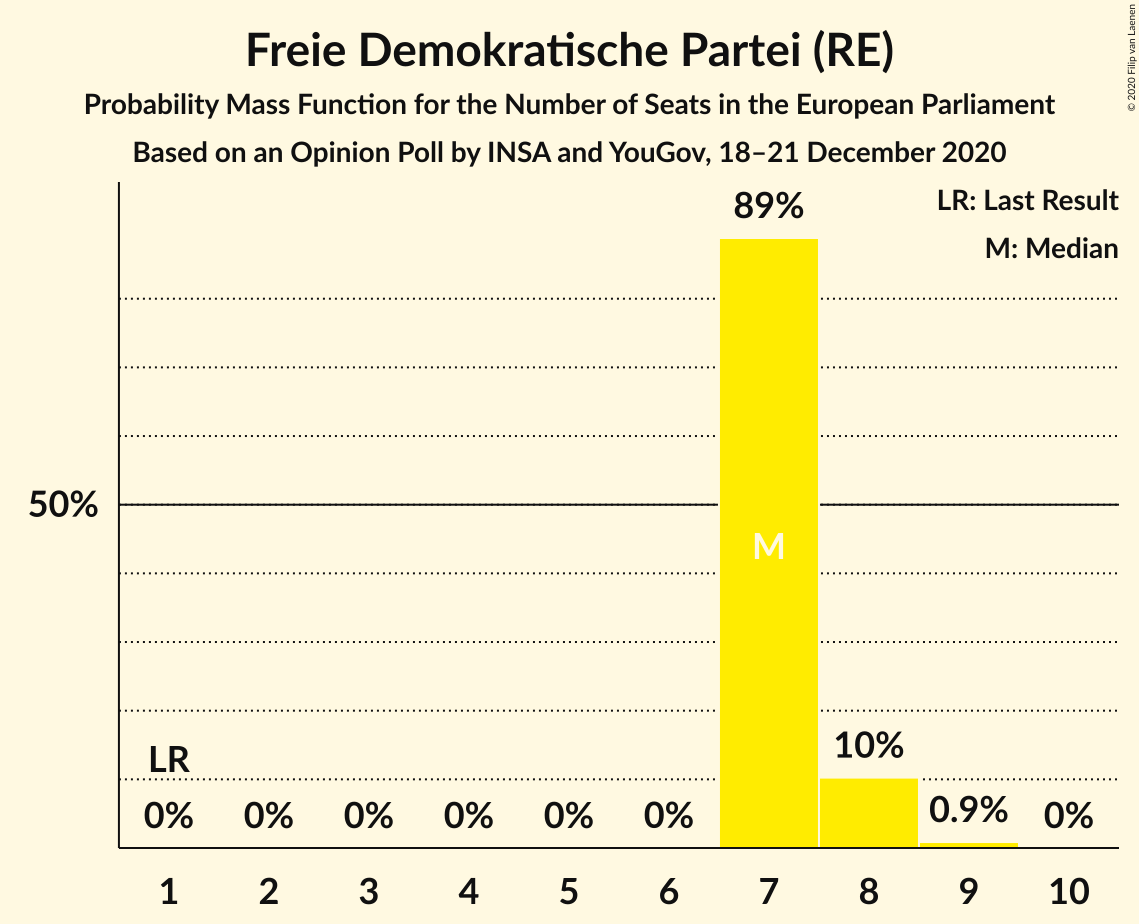 Freie Demokratische Partei (RE)
Probability Mass Function for the Number of Seats in the European Parliament
Based on an Opinion Poll by INSA and YouGov, 18–21 December 2020
© 2020 Filip van Laenen
LR: Last Result
M: Median
89%
50%
M
LR
10%
0% 0% 0% 0% 0% 0% 0.9% 0%
1 2 3 4 5 6 7 8 9 10